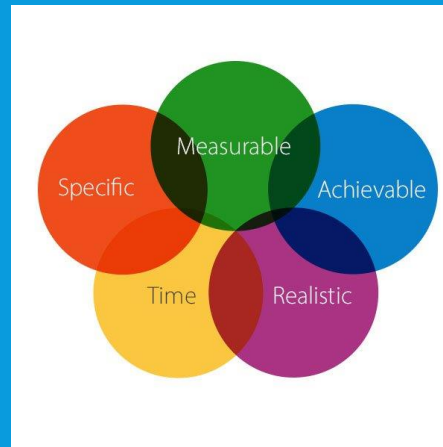 Measurable
Specific
Achievable
Time
Realistic